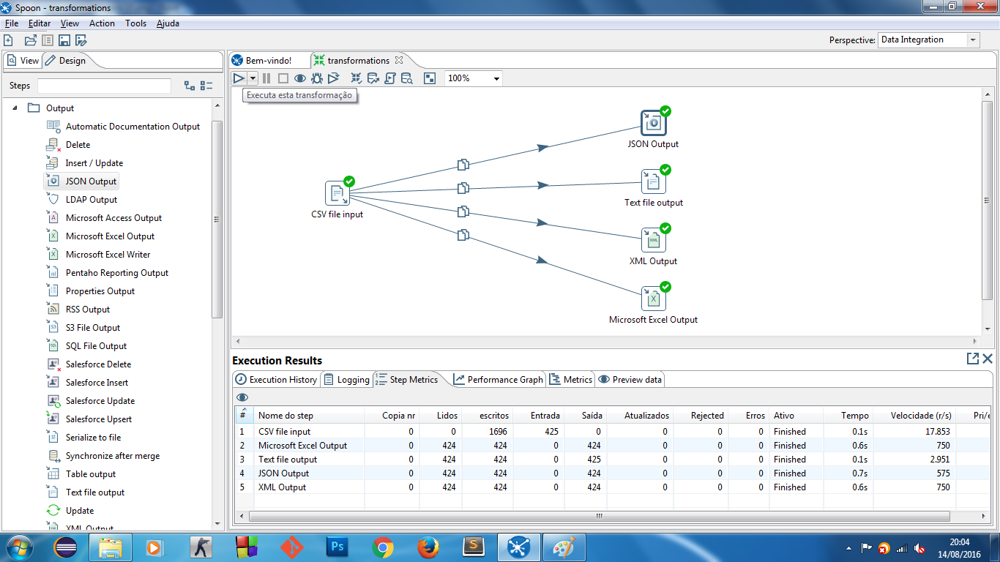 Spoon - transformations
File Editar View Action Tools Ajuda
Perspective: Data Integration
View Design
Bem-vindo! transformations
Steps
100%
Executa esta transformação
Output
Automatic Documentation Output
Delete
Insert / Update
JSON Output
LDAP Output
Microsoft Access Output
Microsoft Excel Output
Microsoft Excel Writer
Pentaho Reporting Output
Properties Output
RSS Output
S3 File Output
SQL File Output
Salesforce Delete
Salesforce Insert
Salesforce Update
Salesforce Upsert
Serialize to file
Synchronize after merge
Table output
Text file output
Update
XML Output
JSON Output
Text file output
CSV file input
XML Output
Microsoft Excel Output
Execution Results
Execution History Logging Step Metrics Performance Graph Metrics Preview data
# Nome do step Copia nr Lidos escritos Entrada Saída Atualizados Rejected Erros Ativo Tempo Velocidade (r/s) Pri/e
1 CSV file input 0 0 1696 425 0 0 0 0 Finished 0.1s 17.853
2 Microsoft Excel Output 0 424 424 0 424 0 0 0 Finished 0.6s 750
3 Text file output 0 424 424 0 425 0 0 0 Finished 0.1s 2.951
4 JSON Output 0 424 424 0 424 0 0 0 Finished 0.7s 575
5 XML Output 0 424 424 0 424 0 0 0 Finished 0.6s 750
Ps
S
20:04
14/08/2016